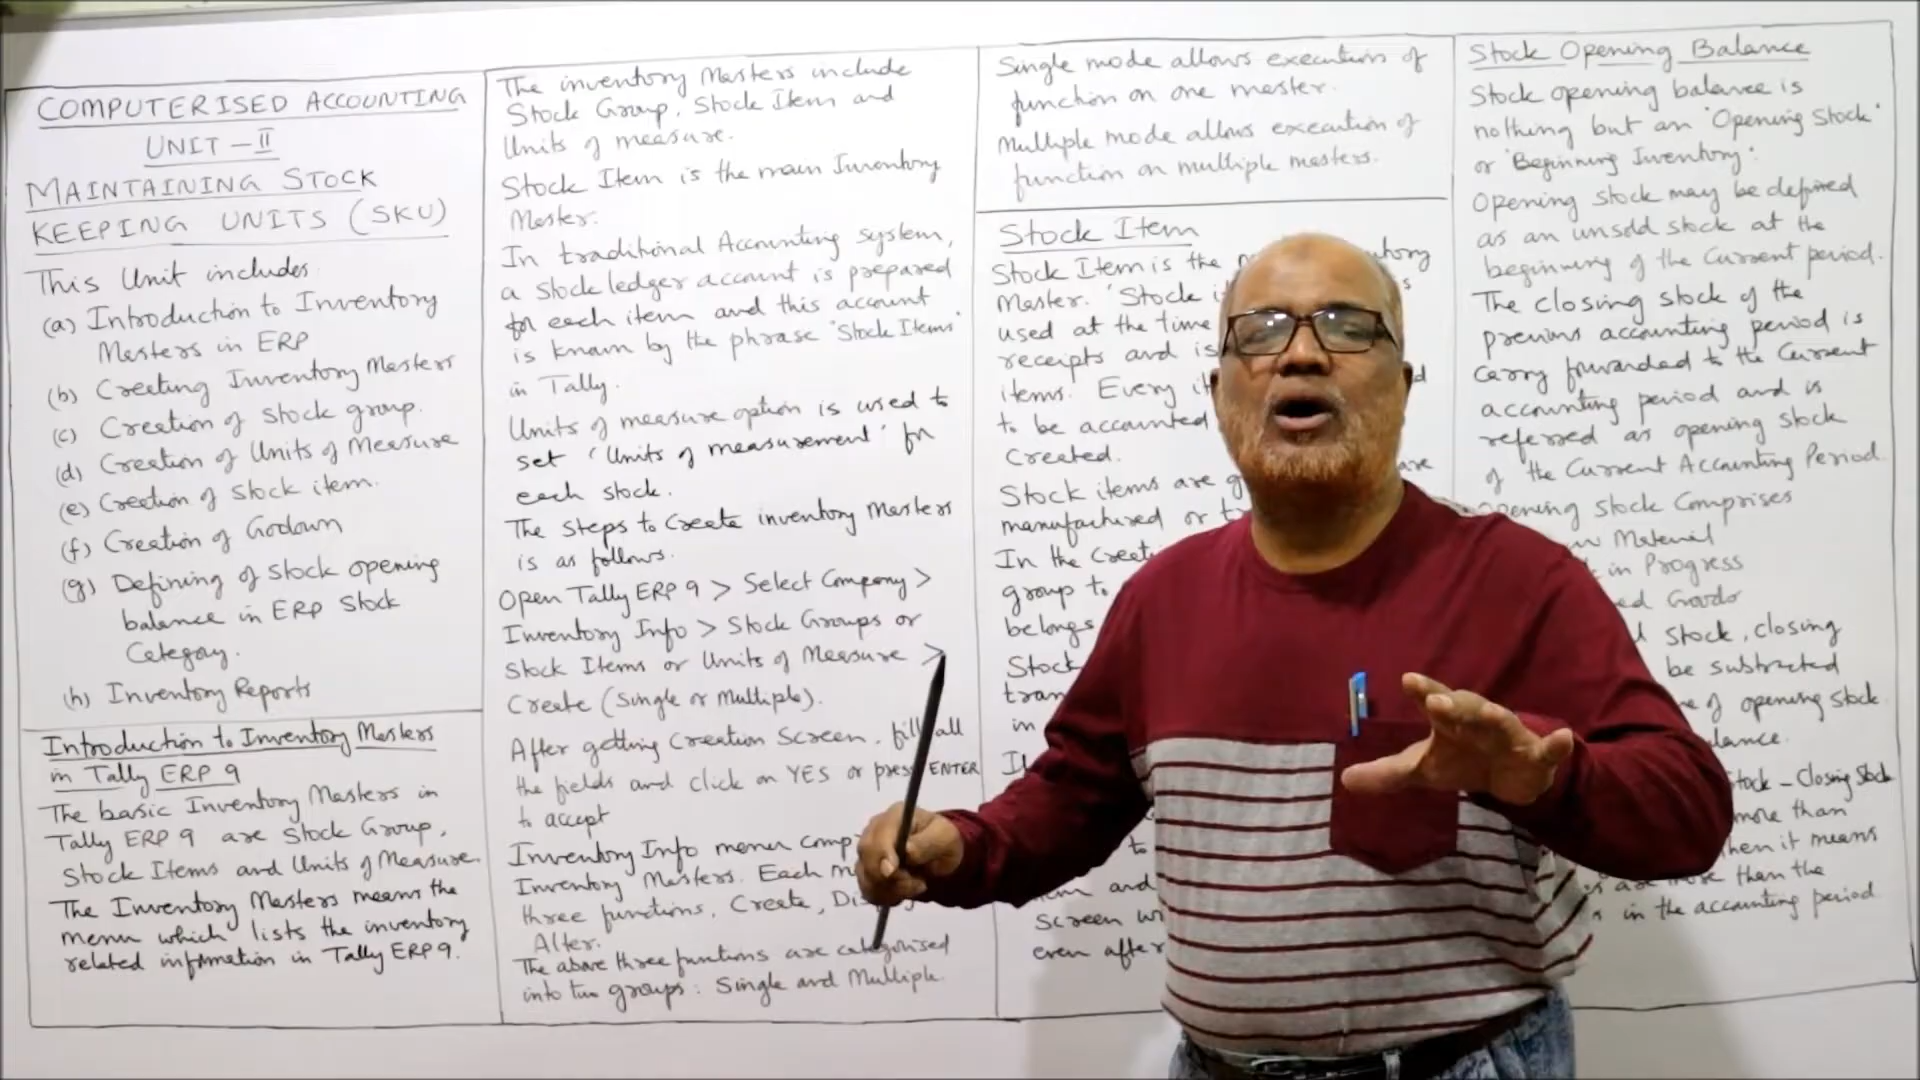 COMPUTERISED ACCOUNTING
UNIT - II
MAINTAINING STOCK
KEEPING UNITS (SKU)
This Unit includes
(a) Introduction to Inventory
Masters in ERP
(b) Creating Inventory Masters
(c) Creation of stock group.
(d) Creation of Units of Measure
(e) Creation of Stock item.
(f) Creation of Godown
(g) Defining of stock opening
balance in ERP Stock
Category.
(h) Inventory Reports
Introduction to Inventory Masters
in Tally ERP 9
The basic Inventory Masters in
Tally ERP 9 are Stock Group,
Stock Items and Units of Measure.
The Inventory Masters means the
menu which lists the inventory
related information in Tally ERP 9.
The inventory Masters include
Stock Group, Stock Item and
Units of measure.
Stock Item is the main Inventory
Master.
In traditional Accounting system,
a stock ledger account is prepared
for each item and this account
is known by the phrase 'Stock Items'
in Tally.
Units of measure option is used to
set 'Units of measurement' for
each stock.
The steps to create inventory Masters
is as follows.
Open Tally ERP 9 > Select Company >
Inventory Info > Stock Groups or
Stock Items or Units of Measure >
Create (Single or Multiple).
After getting Creation Screen, fill all
the fields and click on YES or press ENTER
to accept
Inventory Info menu
Inventory Masters. Each
three functions, Create,
Alter.
The above three functions are categorised
into two groups: Single and Multiple.
Single mode allows execution of
function on one master.
Multiple mode allows execution of
function on multiple masters.
Stock Item
Stock Item is the
Master. 'Stock
used at the time
receipts and is
items. Every
to be accounted
Created.
Stock items are are
manufactured or
In the
group to
belongs
Stock
in
to
and
Screen
even after
Stock Opening Balance
Stock opening balance is
nothing but an 'Opening Stock'
or 'Beginning Inventory'.
Opening stock may be defined
as an unsold stock at the
beginning of the Current period.
The closing stock of the
previous accounting period is
carry forwarded to the Current
accounting period and is
referred as opening stock
of the Current Accounting Period.
Opening Stock Comprises
Material
in Progress
Goods
Stock, closing
be subtracted
of opening stock
- Closing Stock
more than
then it means
than the
in the accounting period